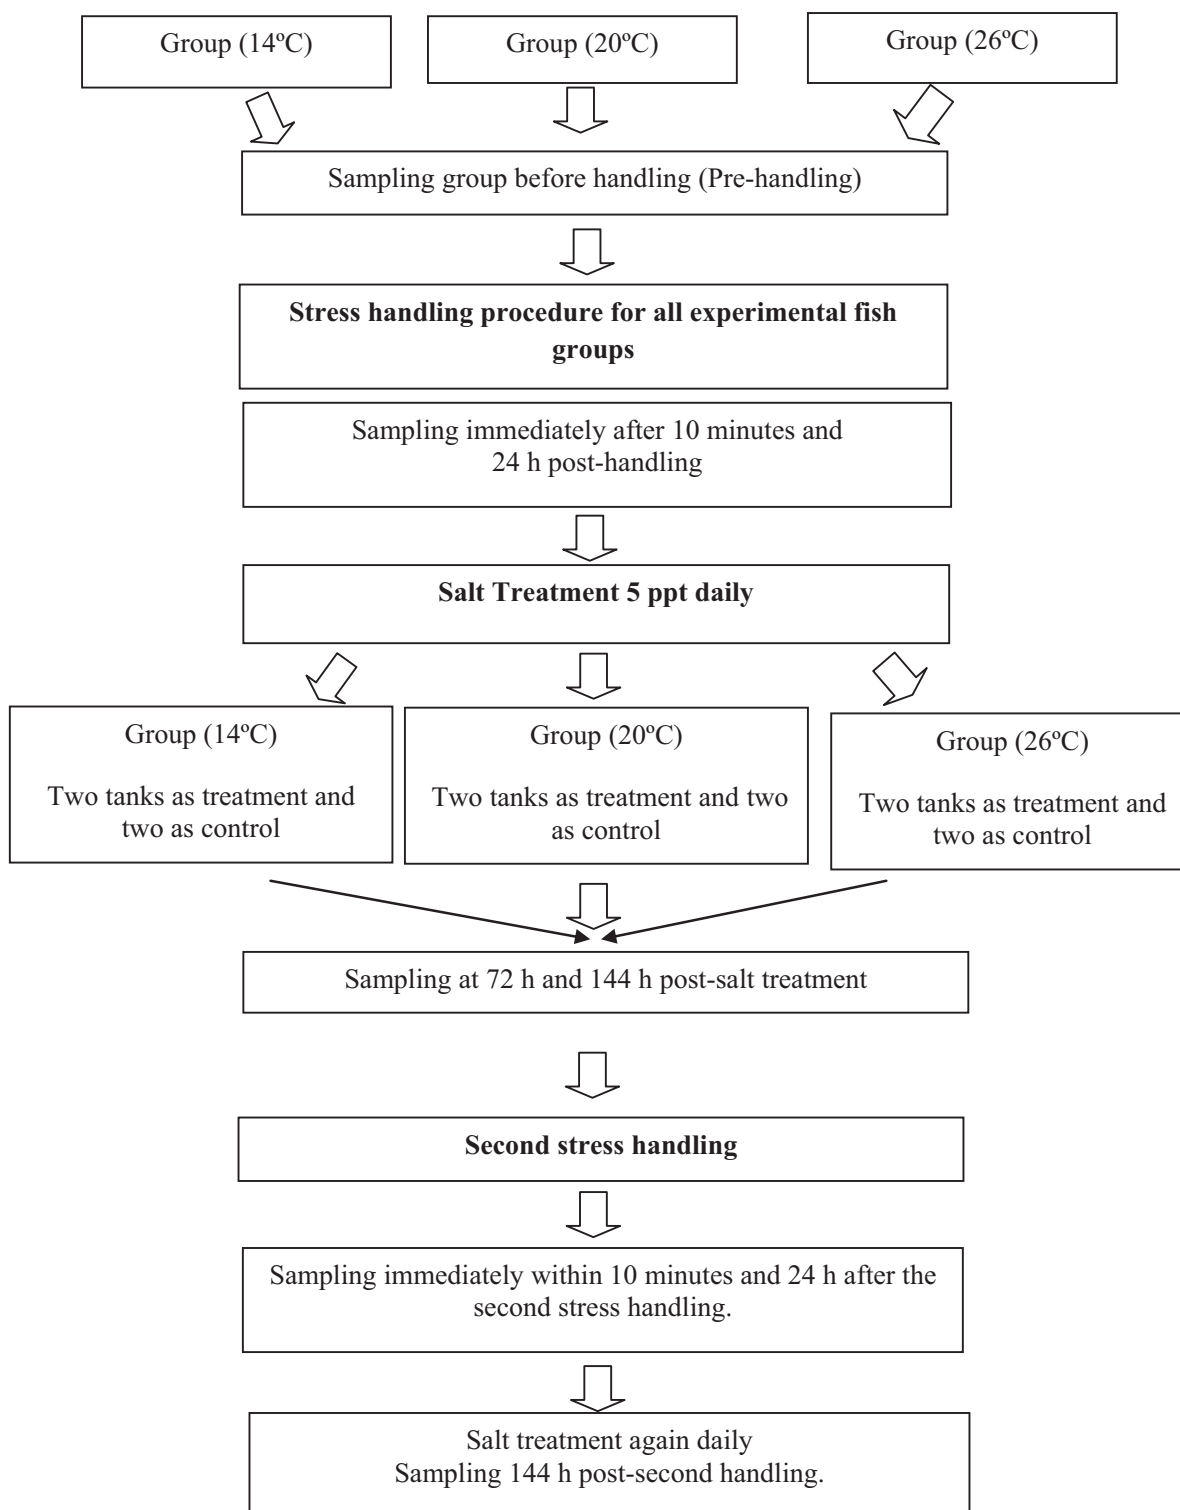 Group (14ºC)
Group (20ºC)
Group (26ºC)
Sampling group before handling (Pre-handling)
Stress handling procedure for all experimental fish
groups
Sampling immediately after 10 minutes and
24 h post-handling
Salt Treatment 5 ppt daily
Group (14ºC)
Two tanks as treatment and
two as control
Group (20ºC)
Two tanks as treatment and two
as control
Group (26ºC)
Two tanks as treatment and
two as control
Sampling at 72 h and 144 h post-salt treatment
Second stress handling
Sampling immediately within 10 minutes and 24 h after the
second stress handling.
Salt treatment again daily
Sampling 144 h post-second handling.